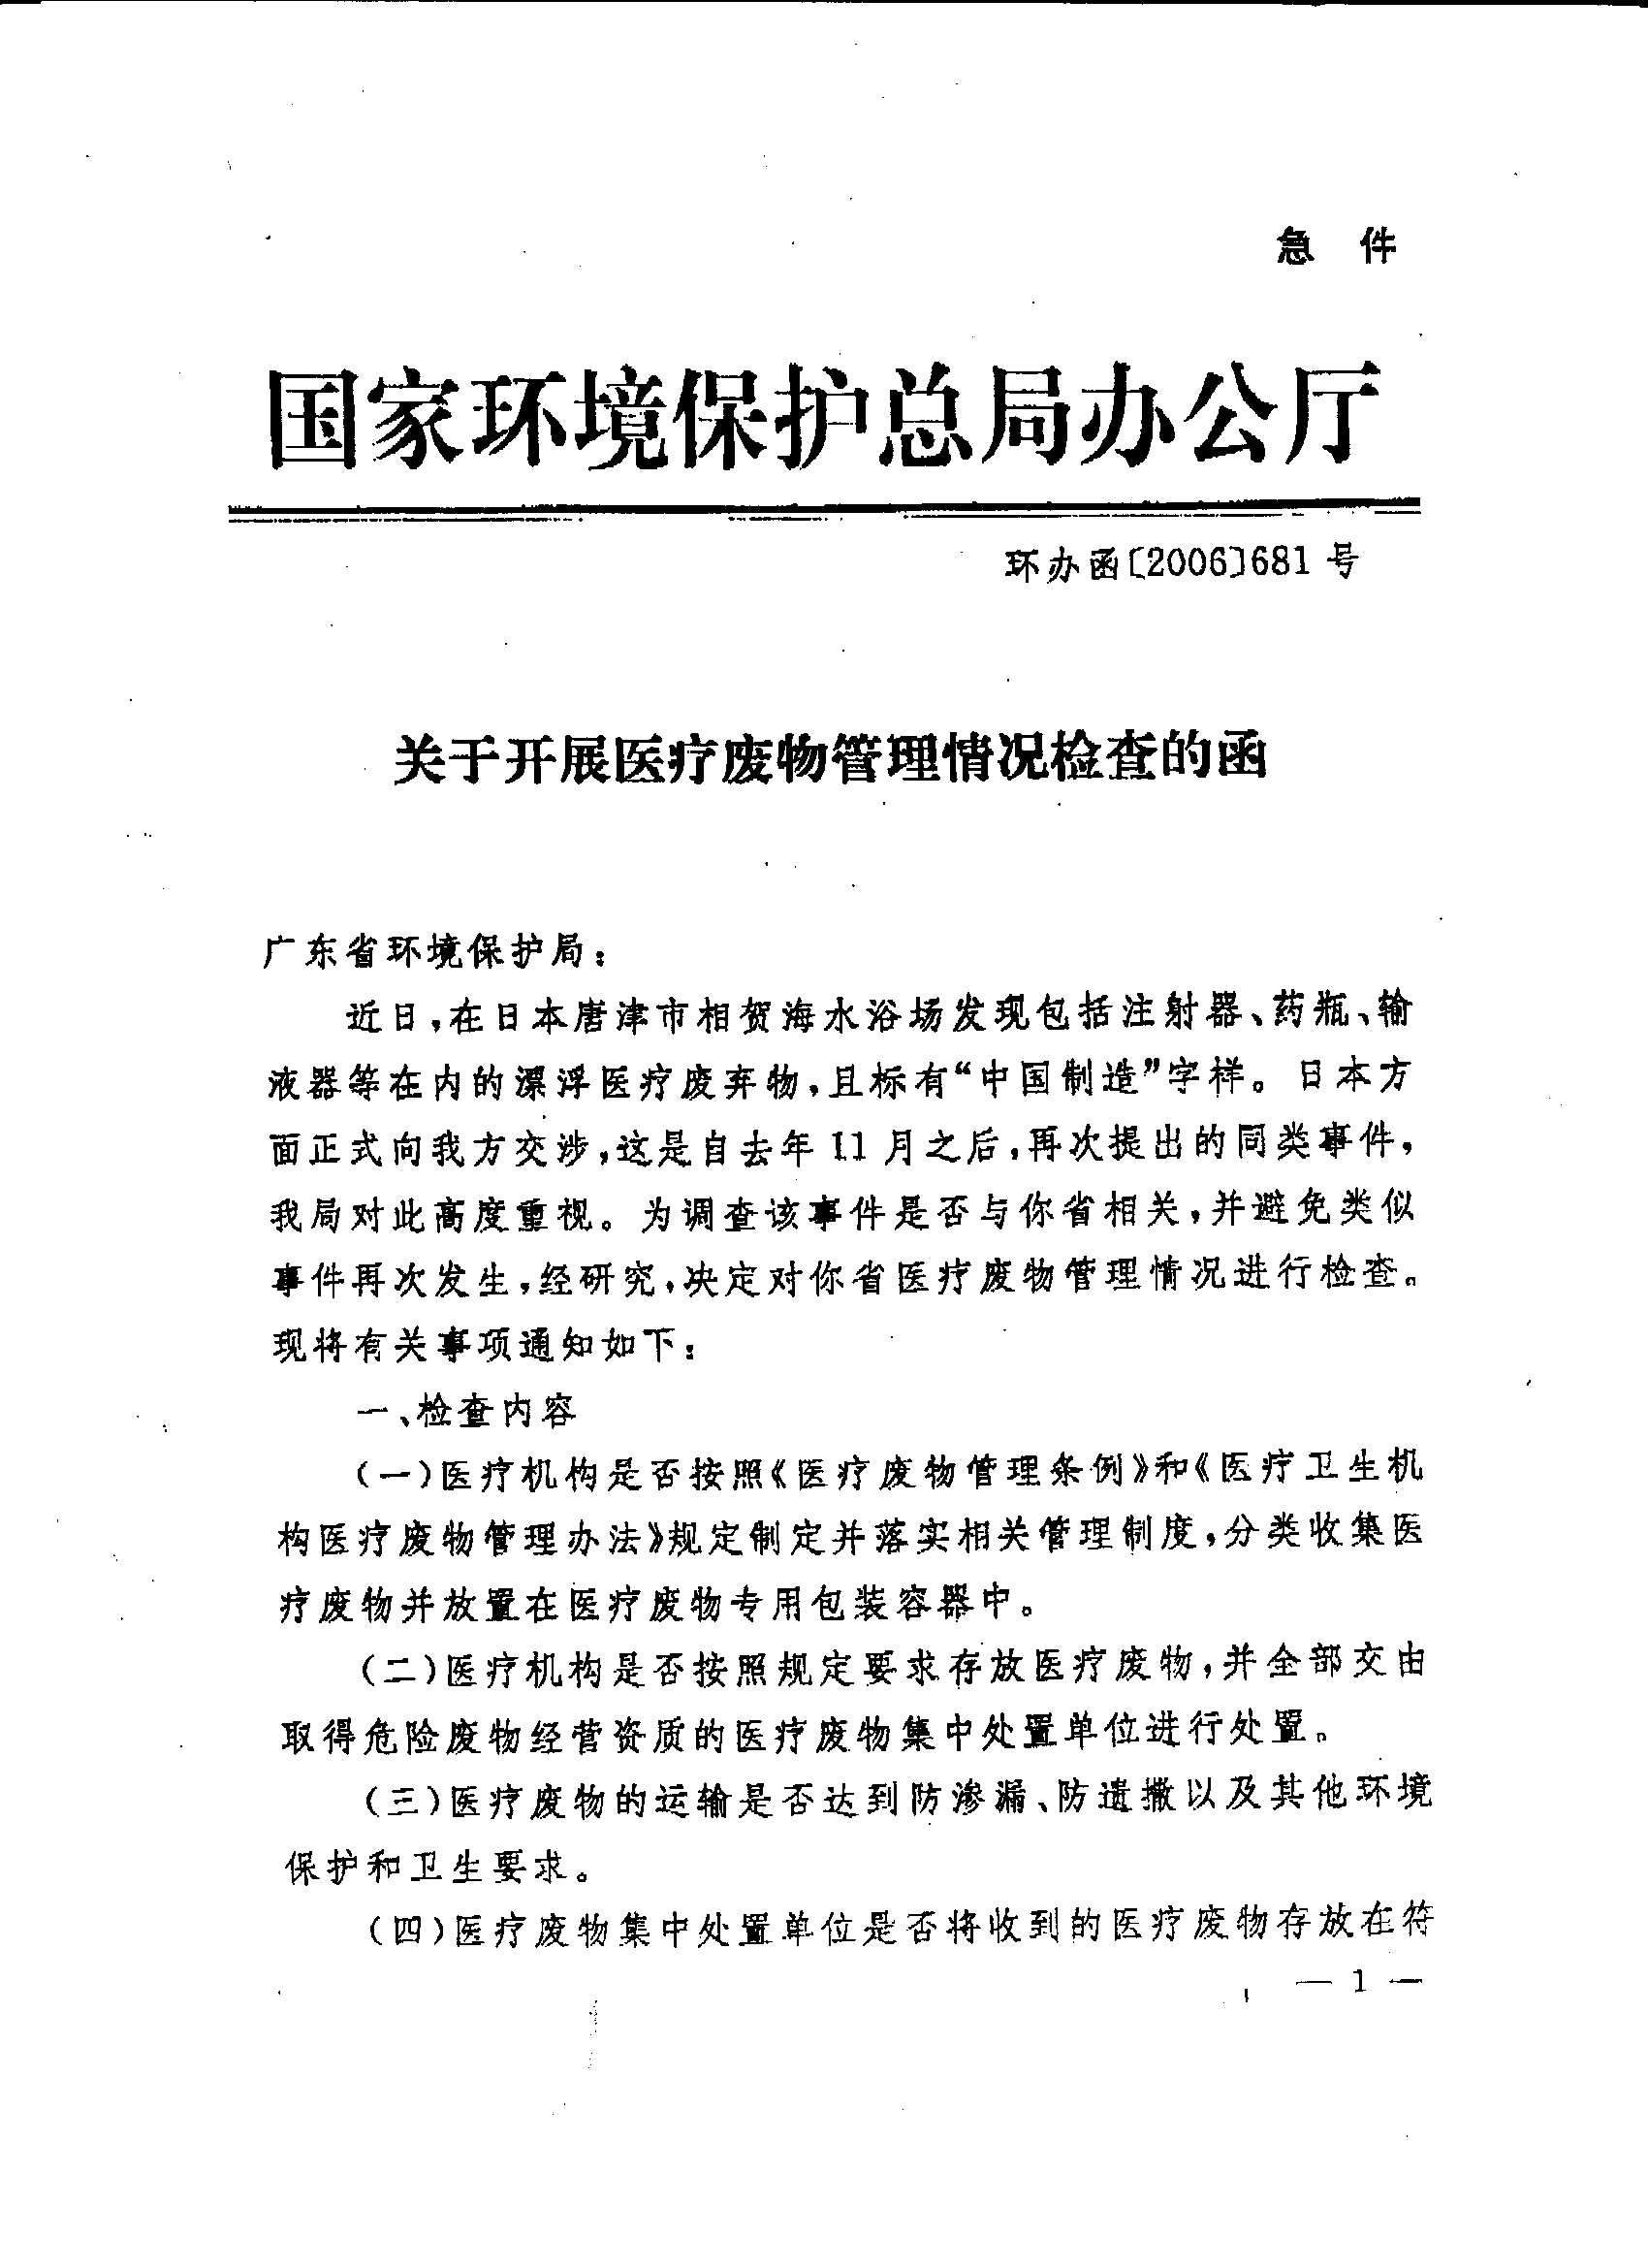 急 件
国家环境保护总局办公厅
环办函〔2006〕681 号
关于开展医疗废物管理情况检查的函
广东省环境保护局：
近日，在日本唐津市相贺海水浴场发现包括注射器、药瓶、输
液器等在内的漂浮医疗废弃物，且标有“中国制造”字样。日本方
面正式向我方交涉，这是自去年 11 月之后，再次提出的同类事件，
我局对此高度重视。为调查该事件是否与你省相关，并避免类似
事件再次发生，经研究，决定对你省医疗废物管理情况进行检查。
现将有关事项通知如下：
一、检查内容
（一）医疗机构是否按照《医疗废物管理条例》和《医疗卫生机
构医疗废物管理办法》规定制定并落实相关管理制度，分类收集医
疗废物并放置在医疗废物专用包装容器中。
（二）医疗机构是否按照规定要求存放医疗废物，并全部交由
取得危险废物经营资质的医疗废物集中处置单位进行处置。
（三）医疗废物的运输是否达到防渗漏、防遗撒以及其他环境
保护和卫生要求。
（四）医疗废物集中处置单位是否将收到的医疗废物存放在符
— 1 —